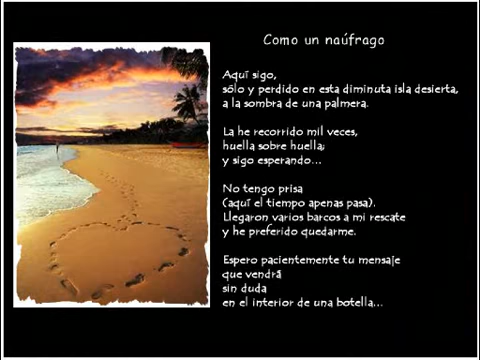 Como un naúfrago
Aquí sigo,
sólo y perdido en esta diminuta isla desierta,
a la sombra de una palmera.
La he recorrido mil veces,
huella sobre huella;
y sigo esperando...
No tengo prisa
(aquí el tiempo apenas pasa).
Llegaron varios barcos a mi rescate
y he preferido quedarme.
Espero pacientemente tu mensaje
que vendrá
sin duda
en el interior de una botella...